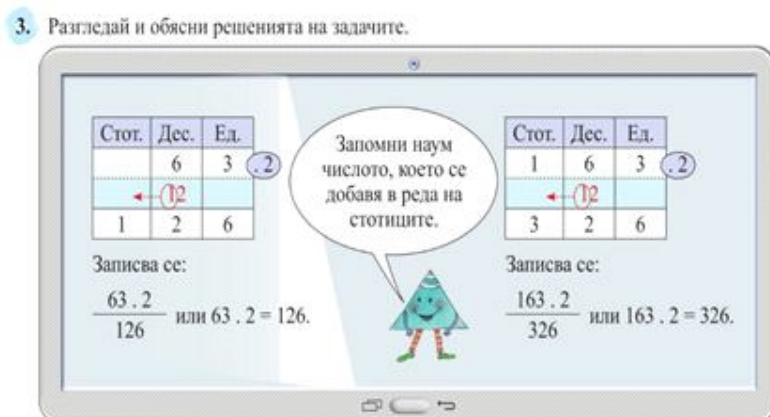 3. Разгледай и обясни решенията на задачите.
Стот. Дес. Ед.
6 3 . 2
12
1 2 6
Записва се:
63 . 2
126
или 63 . 2 = 126.
Запомни наум
числото, което се
добавя в реда на
стотиците.
Стот. Дес. Ед.
1 6 3 . 2
12
3 2 6
Записва се:
163 . 2
326
или 163 . 2 = 326.